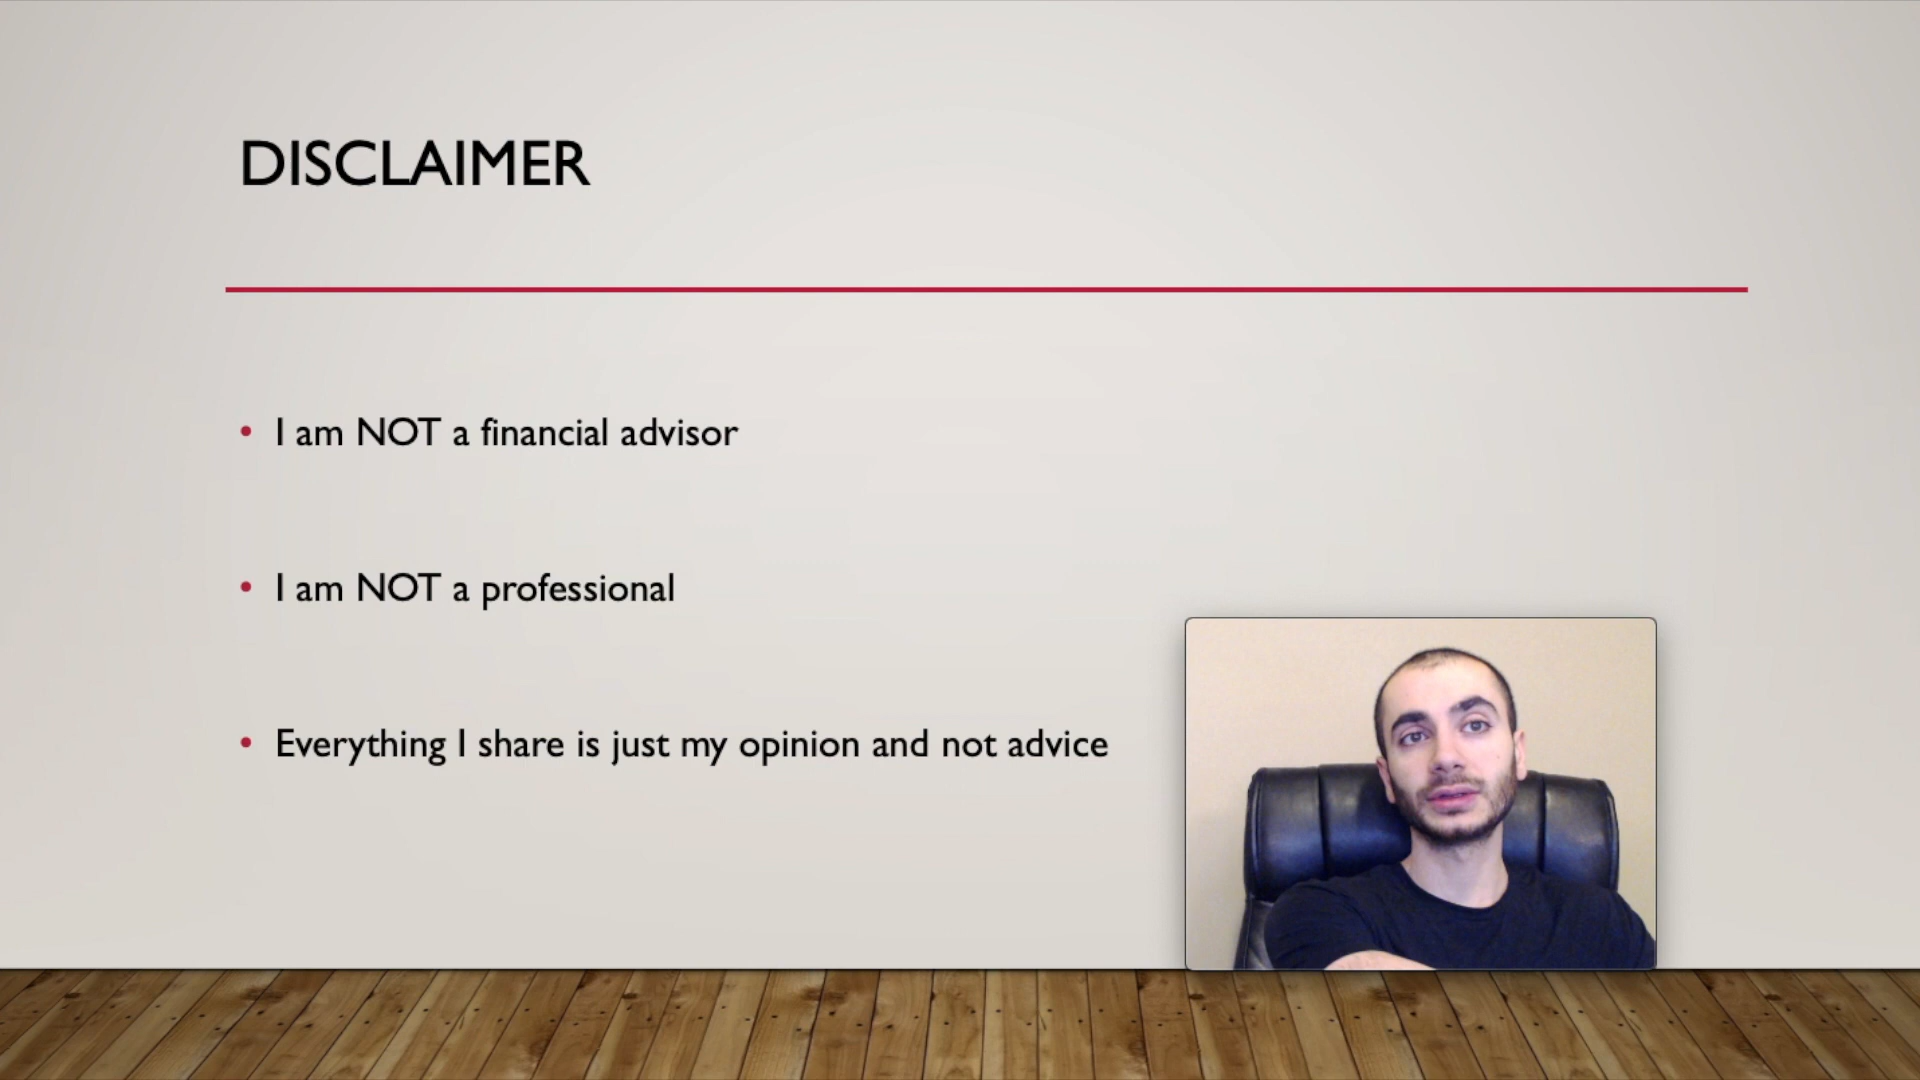 DISCLAIMER
• I am NOT a financial advisor
• I am NOT a professional
• Everything I share is just my opinion and not advice